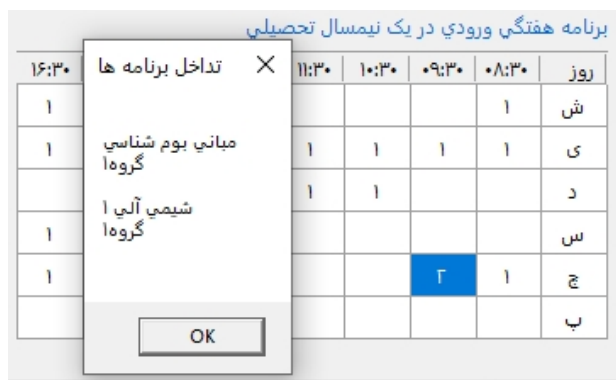 برنامه هفتگي ورودي در يک نيمسال تحصيلي
روز ۰۸:۳۰ ۰۹:۳۰ ۱۰:۳۰ ۱۱:۳۰ ۱۶:۳۰
ش ۱ ۱
ی ۱ ۱ ۱ ۱ ۱
د ۱ ۱
س ۱
چ ۱ ۲ ۱
پ
تداخل برنامه ها
مباني بوم شناسي
گروه۱
شيمي آلي ۱
گروه۱
OK